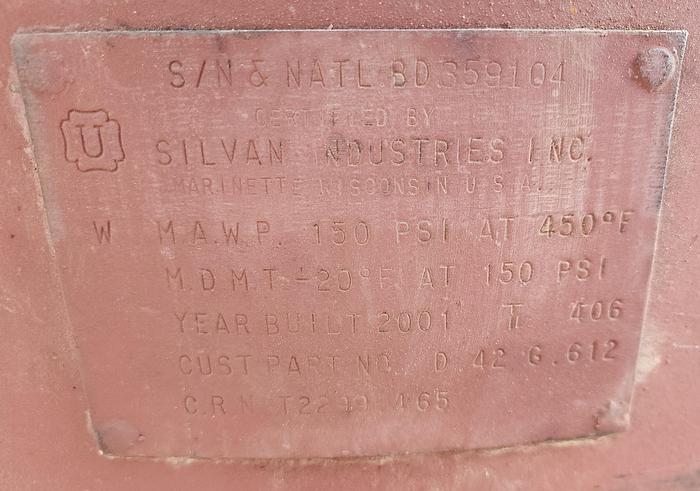 S/N & NATL BD 359104
CERTIFIED BY
U
SILVAN INDUSTRIES INC.
MARINETTE WISCONSIN U.S.A.
W M.A.W.P. 150 PSI AT 450°F
M.D.M.T -20°F AT 150 PSI
YEAR BUILT 2001 406
CUST PART NO. D 42 G.612
C.R.N.